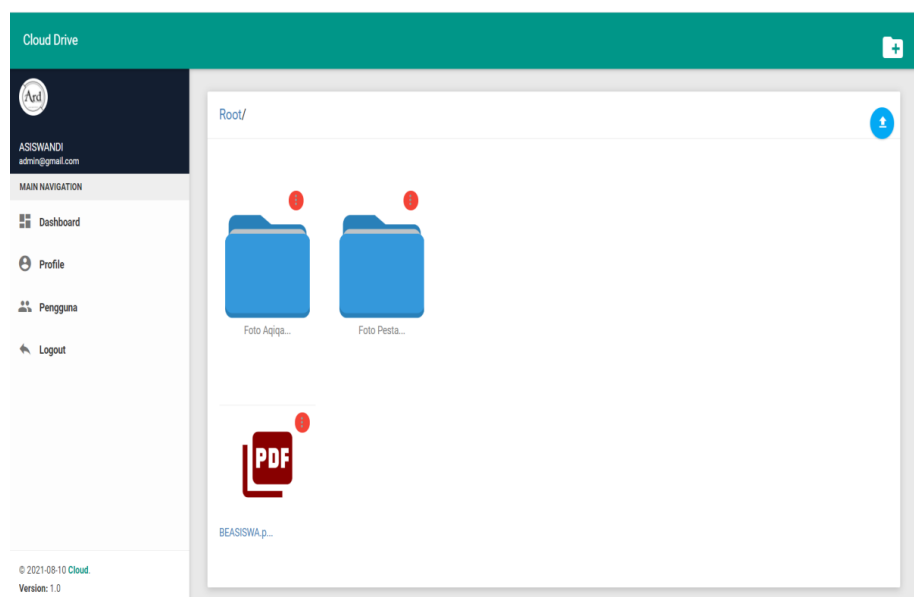 Cloud Drive
Ard
ASISWANDI
admin@gmail.com
MAIN NAVIGATION
Dashboard
Profile
Pengguna
Logout
© 2021-08-10 Cloud.
Version: 1.0
Root/
Foto Aqiqa...
Foto Pesta...
PDF
BEASISWA.p...